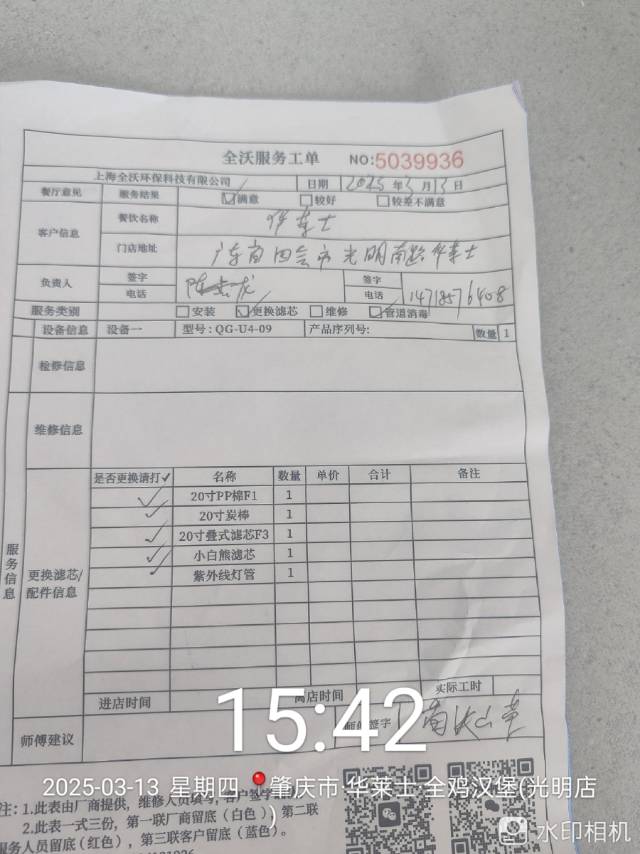 全沃服务工单 NO:5039936
上海全沃环保科技有限公司 日期 2025年3月13日
餐厅意见 服务结果 ☑满意 □较好 □较差不满意
客户信息 餐饮名称 华莱士
门店地址 广东省四会市光明南路华莱士
负责人 签字 签字
电话 电话 14718576408
服务类别 □安装 ☑更换滤芯 □维修 ☑管道消毒
设备信息 设备一 型号:QG-U4-09 产品序列号: 数量 1
检修信息
维修信息
服务信息
更换滤芯/配件信息
是否更换请打✓ 名称 数量 单价 合计 备注
✓ 20寸PP棉F1 1
✓ 20寸炭棒 1
✓ 20寸叠式滤芯F3 1
✓ 小白熊滤芯 1
✓ 紫外线灯管 1
进店时间 离店时间 实际工时
师傅建议 师傅签字
15:42
2025-03-13 星期四 肇庆市·华莱士·全鸡汉堡(光明店)
注:1.此表由厂商提供，维修人员填写，客户签字
2.此表一式三份，第一联厂商留底（白色），第二联
服务人员留底(红色)，第三联客户留底（蓝色）。
水印相机